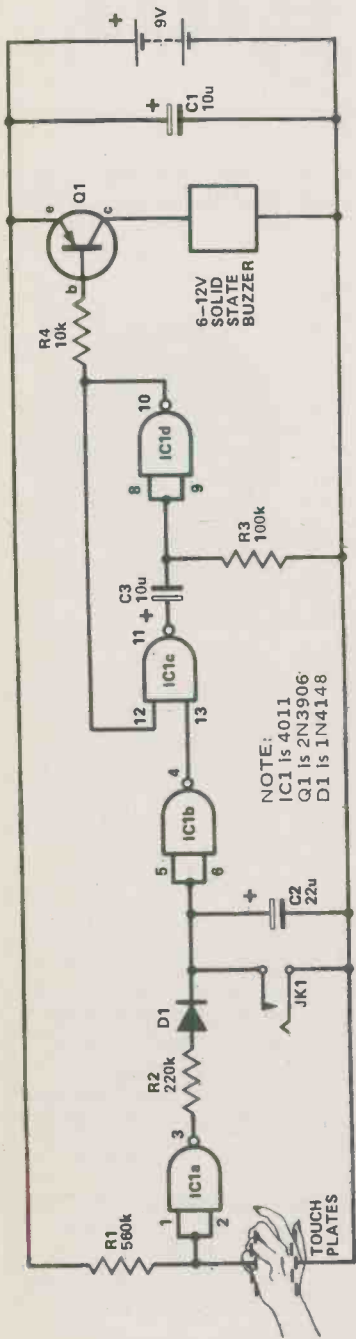 R1
560k
1
2
IC1a
3
TOUCH
PLATES
R2
220k
D1
JK1
C2
22u
+
5
6
IC1b
4
12
13
IC1c
11
+
C3
10u
R3
100k
8
9
IC1d
10
R4
10k
b
e
c
Q1
6–12V
SOLID
STATE
BUZZER
+
C1
10u
+
9V
NOTE:
IC1 is 4011
Q1 is 2N3906
D1 is 1N4148